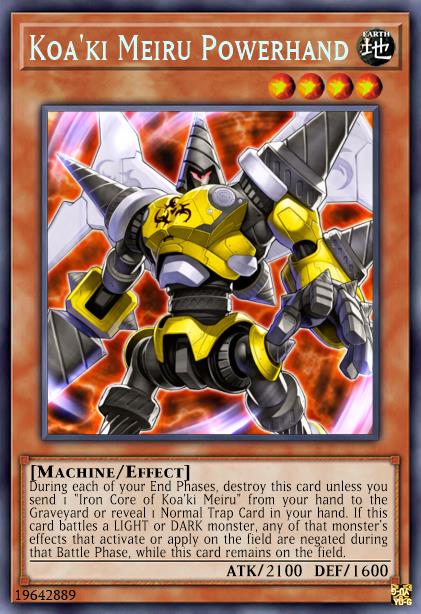 Koa'ki Meiru Powerhand
EARTH
地
[Machine/Effect]
During each of your End Phases, destroy this card unless you
send 1 "Iron Core of Koa'ki Meiru" from your hand to the
Graveyard or reveal 1 Normal Trap Card in your hand. If this
card battles a LIGHT or DARK monster, any of that monster's
effects that activate or apply on the field are negated during
that Battle Phase, while this card remains on the field.
ATK/2100 DEF/1600
19642889